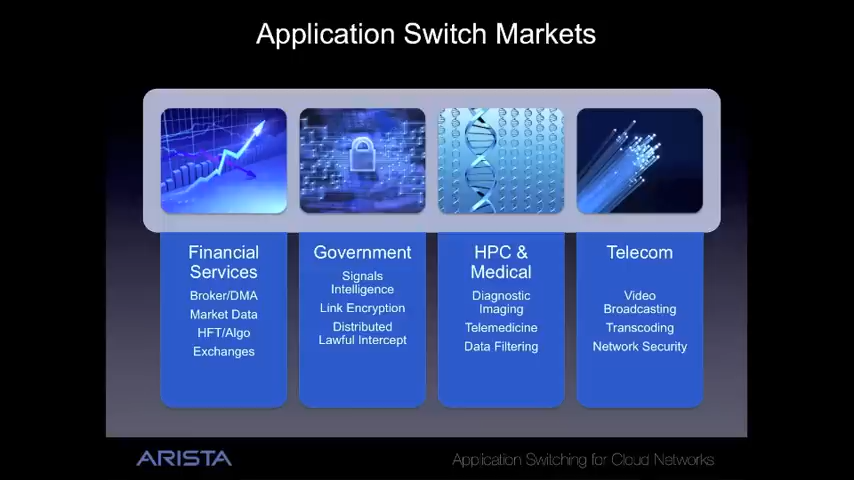 Application Switch Markets
Financial
Services
Broker/DMA
Market Data
HFT/Algo
Exchanges
Government
Signals
Intelligence
Link Encryption
Distributed
Lawful Intercept
HPC &
Medical
Diagnostic
Imaging
Telemedicine
Data Filtering
Telecom
Video
Broadcasting
Transcoding
Network Security
ARISTA
Application Switching for Cloud Networks